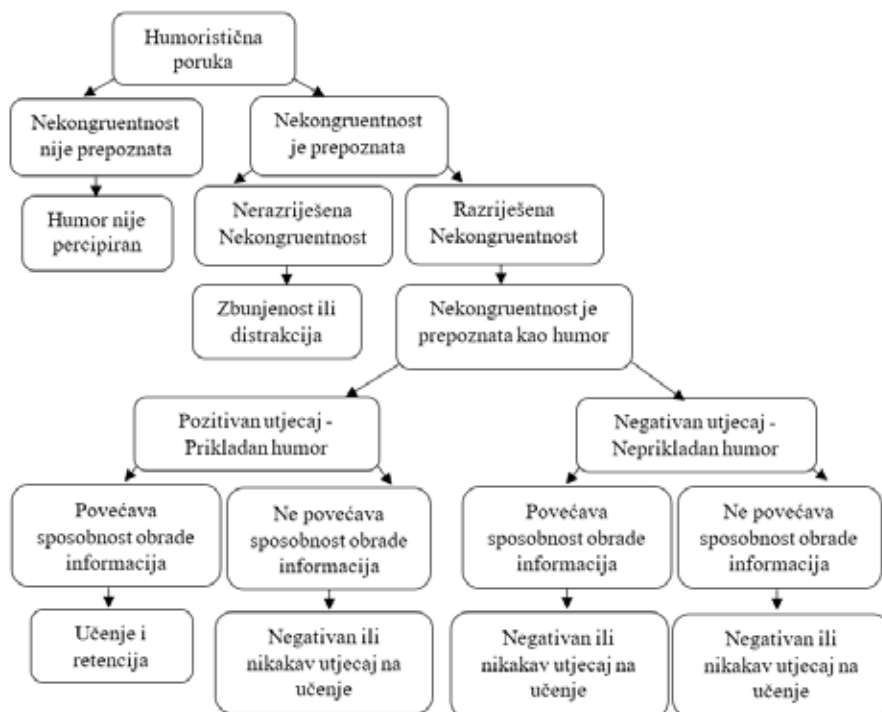 Humoristična
poruka
Nekongruentnost
nije prepoznata
Nekongruentnost
je prepoznata
Humor nije
percipiran
Nerazriješena
Nekongruentnost
Razriješena
Nekongruentnost
Zbunjenost ili
distrakcija
Nekongruentnost je
prepoznata kao humor
Pozitivan utjecaj -
Prikladan humor
Negativan utjecaj -
Neprikladan humor
Povećava
sposobnost obrade
informacija
Ne povećava
sposobnost obrade
informacija
Povećava
sposobnost obrade
informacija
Ne povećava
sposobnost obrade
informacija
Učenje i
retencija
Negativan ili
nikakav utjecaj na
učenje
Negativan ili
nikakav utjecaj na
učenje
Negativan ili
nikakav utjecaj na
učenje